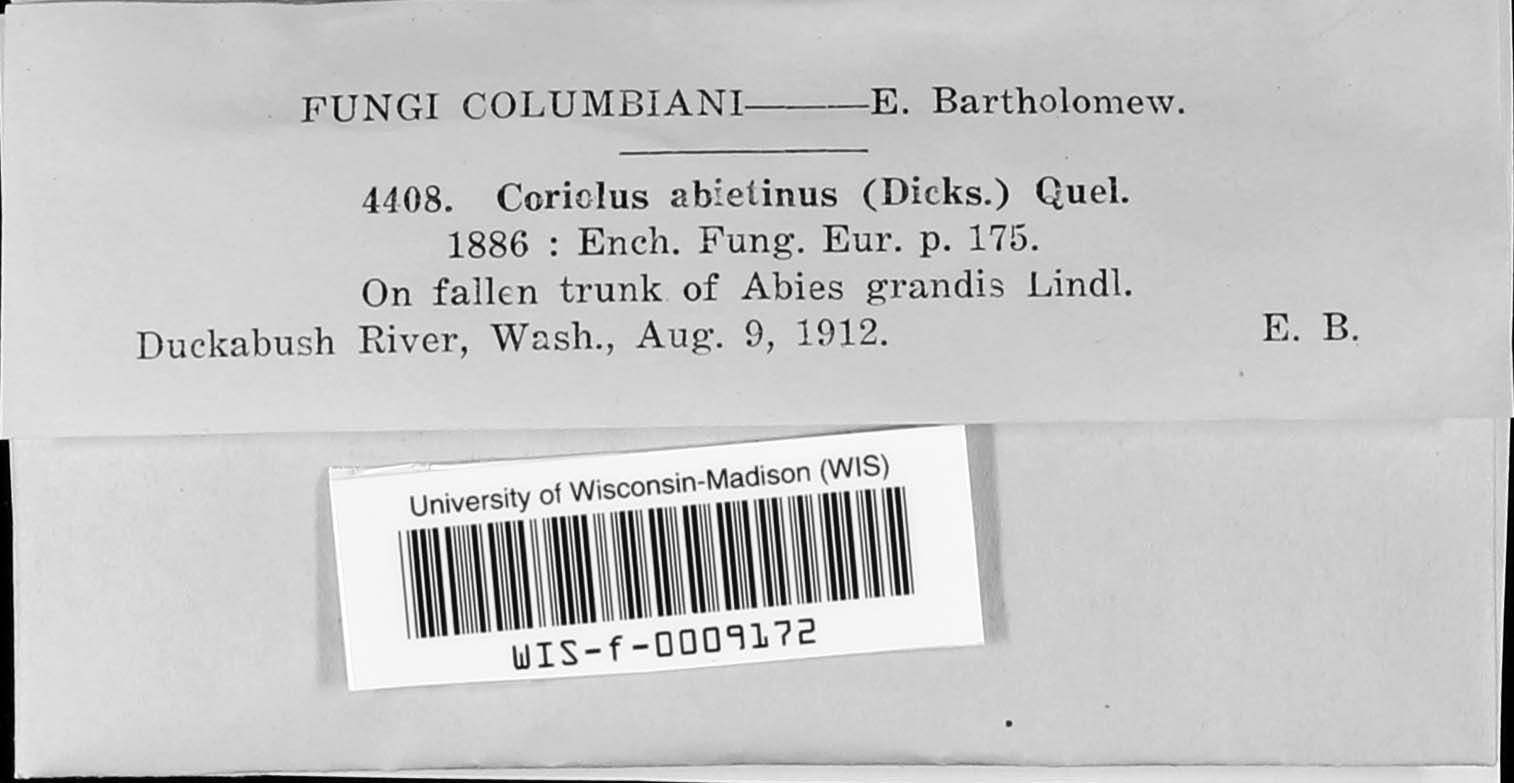 FUNGI COLUMBIANI———E. Bartholomew.
4408. Coriolus abietinus (Dicks.) Quel.
1886 : Ench. Fung. Eur. p. 175.
On fallen trunk of Abies grandis Lindl.
Duckabush River, Wash., Aug. 9, 1912. E. B.
University of Wisconsin-Madison (WIS)
WIS-f-0009172